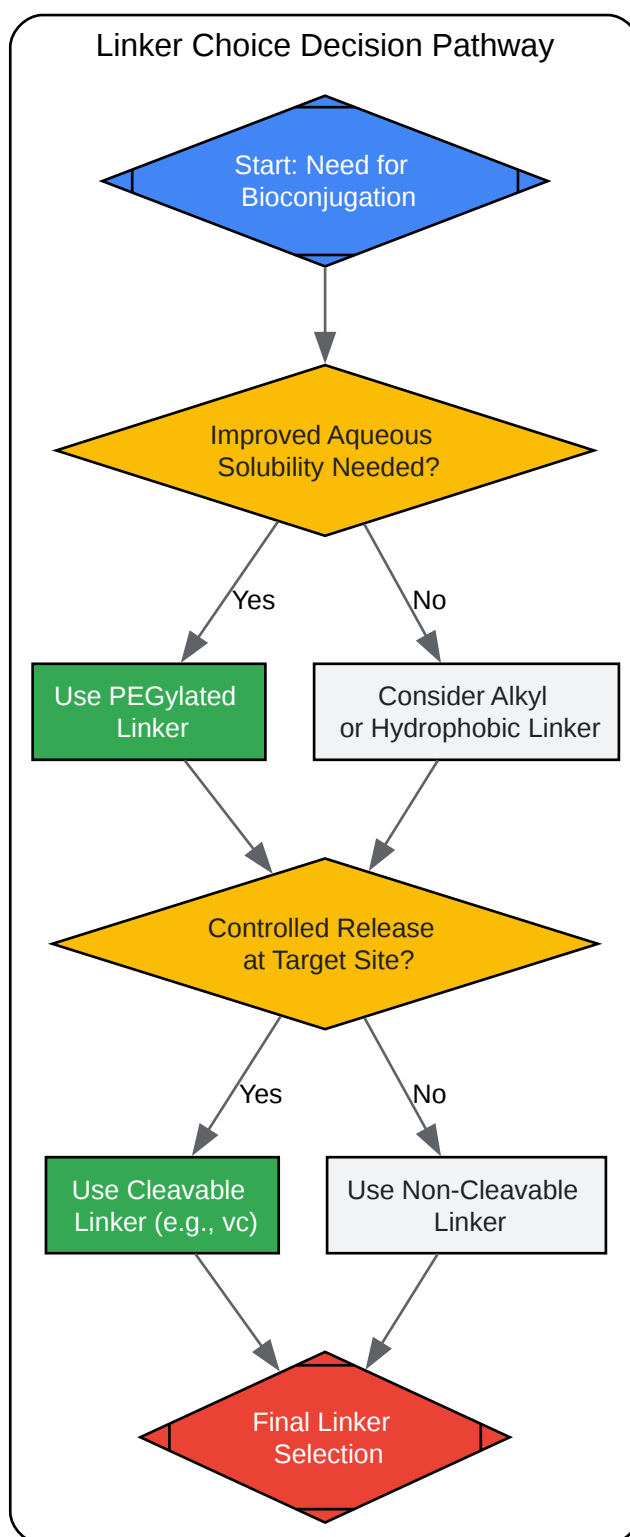 Linker Choice Decision Pathway
Start: Need for
Bioconjugation
Improved Aqueous
Solubility Needed?
Yes
No
Use PEGylated
Linker
Consider Alkyl
or Hydrophobic Linker
Controlled Release
at Target Site?
Yes
No
Use Cleavable
Linker (e.g., vc)
Use Non-Cleavable
Linker
Final Linker
Selection